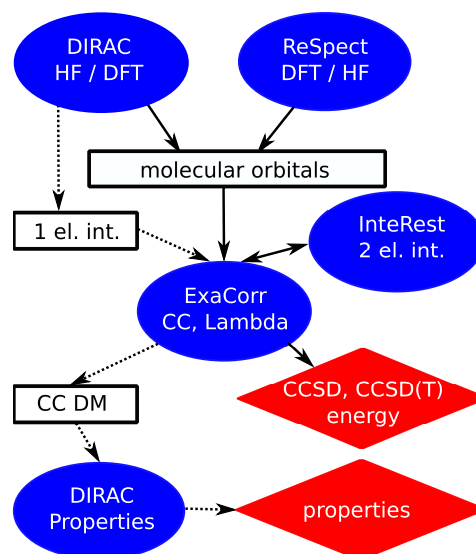 DIRAC
HF / DFT
ReSpect
DFT / HF
molecular orbitals
1 el. int.
InteRest
2 el. int.
ExaCorr
CC, Lambda
CCSD, CCSD(T)
energy
CC DM
DIRAC
Properties
properties